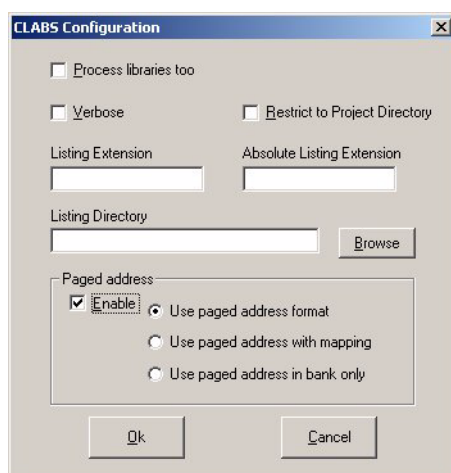 CLABS Configuration
Process libraries too
Verbose
Restrict to Project Directory
Listing Extension
Absolute Listing Extension
Listing Directory
Browse
Paged address
Enable
Use paged address format
Use paged address with mapping
Use paged address in bank only
Ok
Cancel